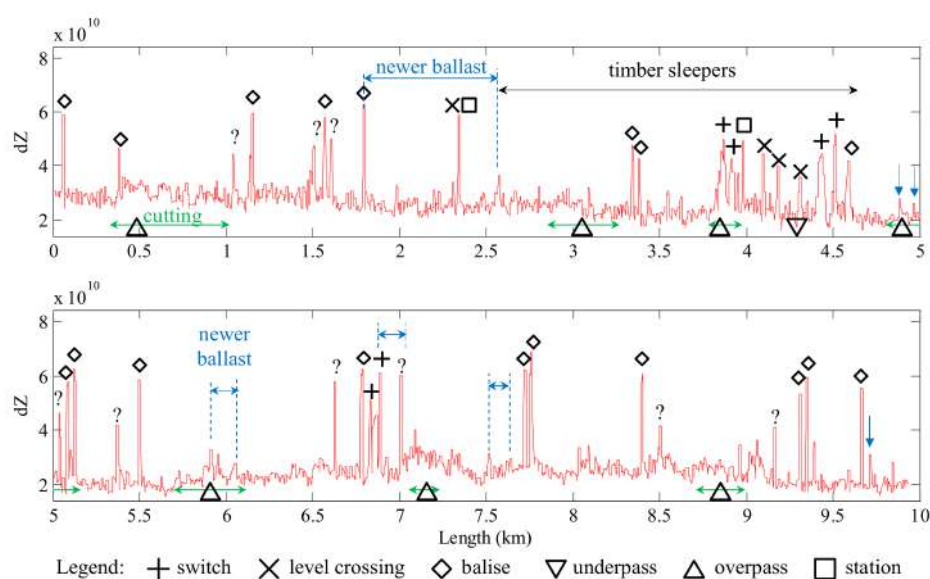 x 10^10
8
newer ballast
timber sleepers
6
? ? ?
dZ
4
2
cutting
0 0.5 1 1.5 2 2.5 3 3.5 4 4.5 5
x 10^10
8
newer
ballast
6
? ? ? ? ? ?
dZ
4
2
5 5.5 6 6.5 7 7.5 8 8.5 9 9.5 10
Length (km)
Legend: switch level crossing balise underpass overpass station